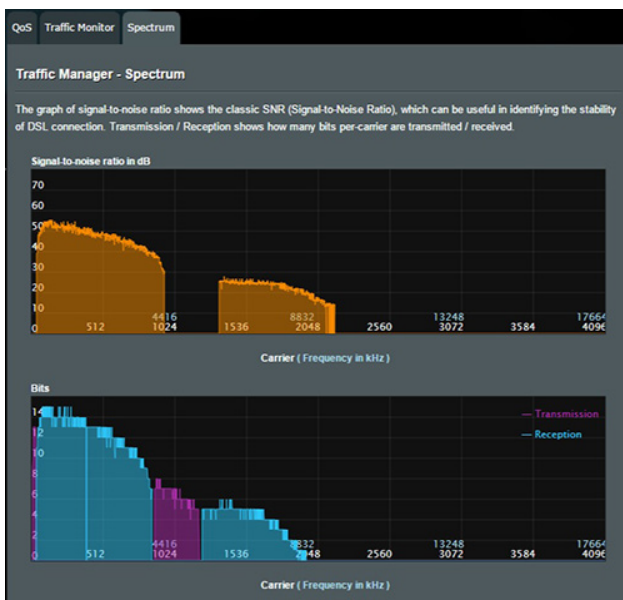 QoS Traffic Monitor Spectrum
Traffic Manager - Spectrum
The graph of signal-to-noise ratio shows the classic SNR (Signal-to-Noise Ratio), which can be useful in identifying the stability
of DSL connection. Transmission / Reception shows how many bits per-carrier are transmitted / received.
Signal-to-noise ratio in dB
70
60
50
40
30
20
10
4416 8832 13248 17664
0 512 1024 1536 2048 2560 3072 3584 4096
Carrier ( Frequency in kHz )
Bits
14
— Transmission
12
— Reception
10
8
6
4
2
4416 8832 13248 17664
0 512 1024 1536 2048 2560 3072 3584 4096
Carrier ( Frequency in kHz )